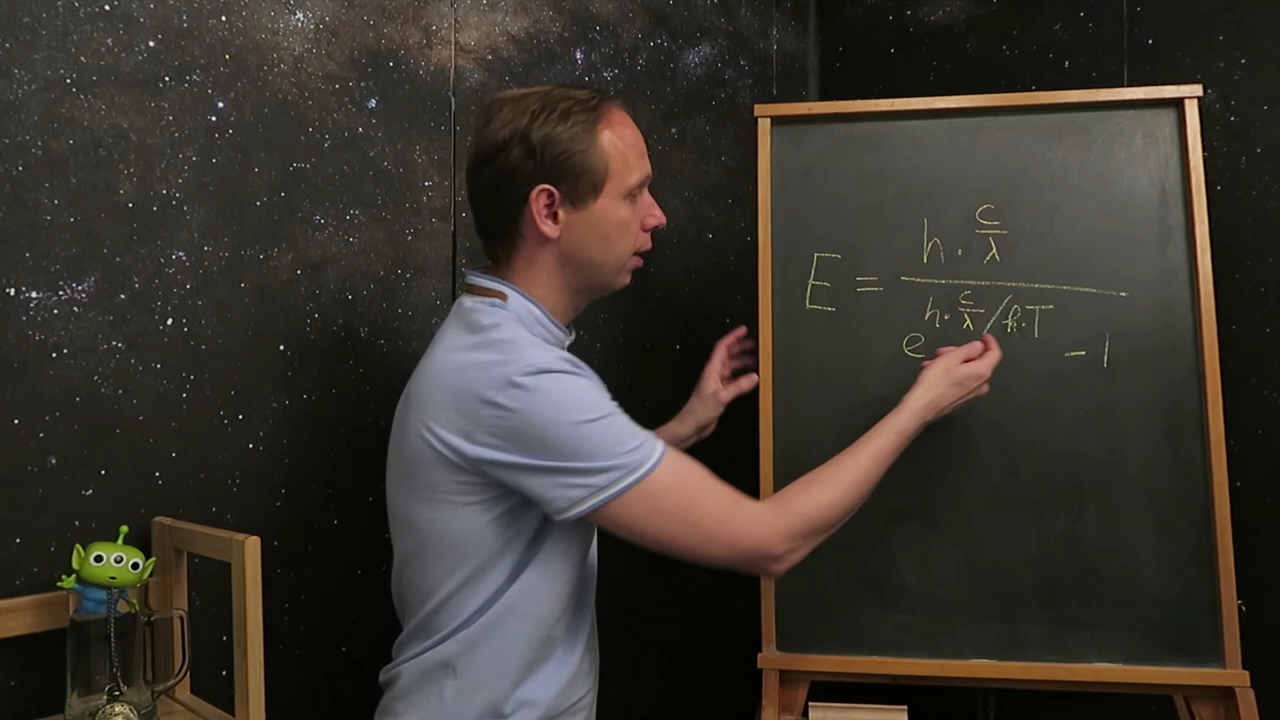 h · c/λ
E =
e^(h · c/λ / k · T) - 1